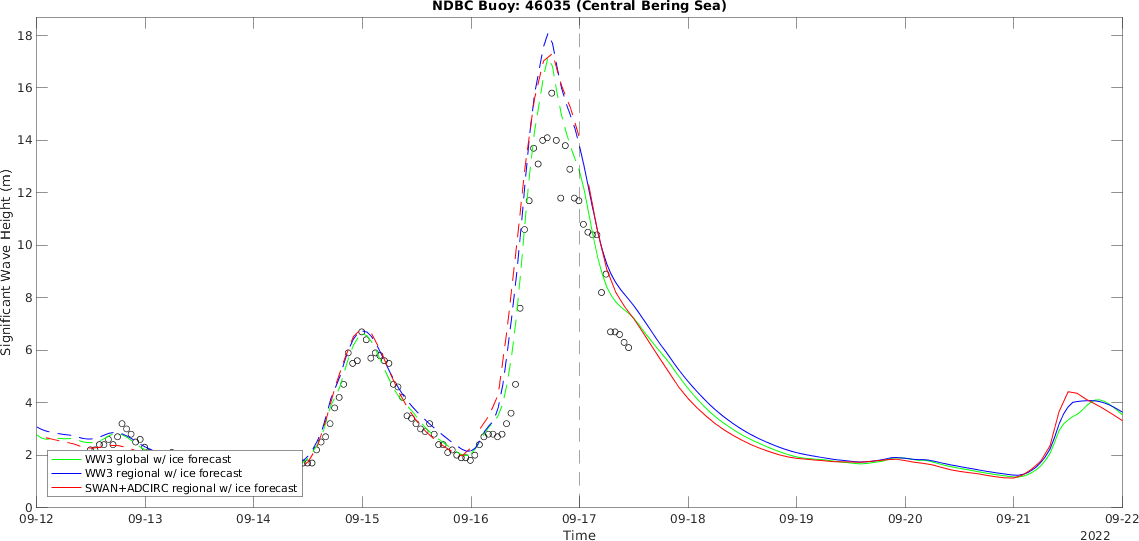 NDBC Buoy: 46035 (Central Bering Sea)
18
16
14
12
10
8
6
4
2
0
Significant Wave Height (m)
WW3 global w/ ice forecast
WW3 regional w/ ice forecast
SWAN+ADCIRC regional w/ ice forecast
09-12 09-13 09-14 09-15 09-16 09-17 09-18 09-19 09-20 09-21 09-22
Time
2022